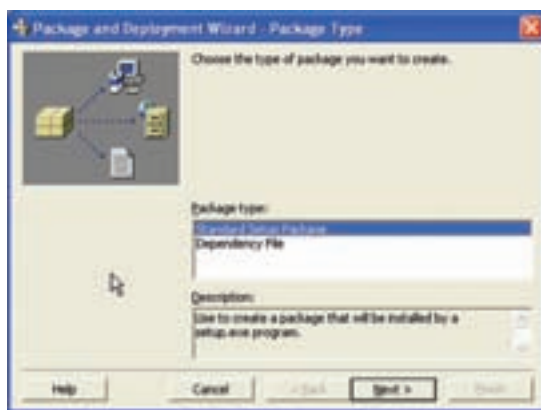 Package and Deployment Wizard - Package Type
Choose the type of package you want to create.
Package type:
Standard Setup Package
Dependency File
Description:
Use to create a package that will be installed by a
setup.exe program.
Help
Cancel
< Back
Next >
Finish